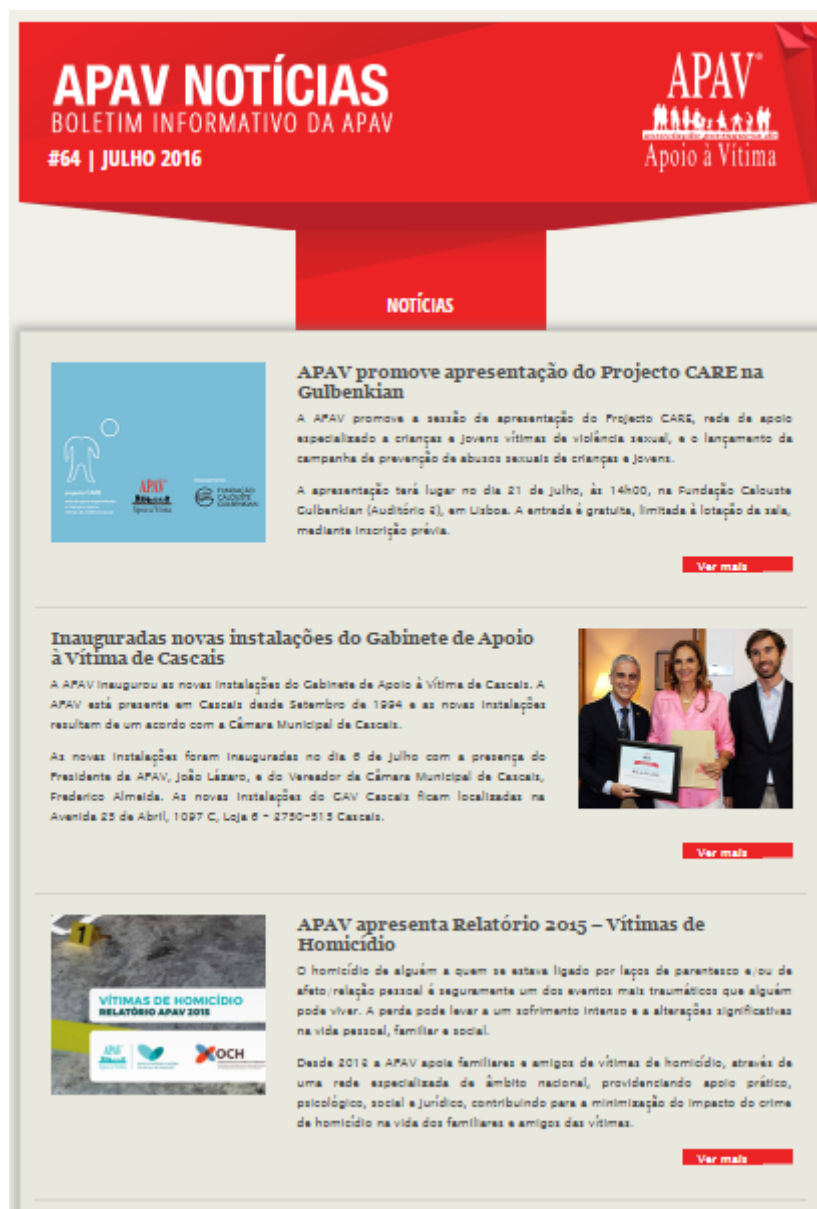 APAV NOTÍCIAS
BOLETIM INFORMATIVO DA APAV
#64 | JULHO 2016
APAV®
Apoio à Vítima
NOTÍCIAS
projecto CARE
APAV
Apoio à Vítima
FUNDAÇÃO
CALOUSTE
GULBENKIAN
APAV promove apresentação do Projecto CARE na
Gulbenkian
A APAV promove a sessão de apresentação do Projecto CARE, rede de apoio
especializado a crianças e jovens vítimas de violência sexual, e o lançamento da
campanha de prevenção de abusos sexuais de crianças e jovens.
A apresentação terá lugar no dia 21 de julho, às 14h00, na Fundação Calouste
Gulbenkian (Auditório 2), em Lisboa. A entrada é gratuita, limitada à lotação da sala,
mediante inscrição prévia.
Ver mais
Inauguradas novas instalações do Gabinete de Apoio
à Vítima de Cascais
A APAV inaugurou as novas instalações do Gabinete de Apoio à Vítima de Cascais. A
APAV está presente em Cascais desde Setembro de 1994 e as novas instalações
resultam de um acordo com a Câmara Municipal de Cascais.
As novas instalações foram inauguradas no dia 6 de julho com a presença do
Presidente da APAV, João Lázaro, e do Vereador da Câmara Municipal de Cascais,
Frederico Almeida. As novas instalações do GAV Cascais ficam localizadas na
Avenida 25 de Abril, 1097 C, Loja 6 - 2750-515 Cascais.
Ver mais
1
VÍTIMAS DE HOMICÍDIO
RELATÓRIO APAV 2015
APAV
OCH
APAV apresenta Relatório 2015 – Vítimas de
Homicídio
O homicídio de alguém a quem se estava ligado por laços de parentesco e/ou de
afeto/relação pessoal é seguramente um dos eventos mais traumáticos que alguém
pode viver. A perda pode levar a um sofrimento intenso e a alterações significativas
na vida pessoal, familiar e social.
Desde 2012 a APAV apoia familiares e amigos de vítimas de homicídio, através de
uma rede especializada de âmbito nacional, providenciando apoio prático,
psicológico, social e jurídico, contribuindo para a minimização do impacto do crime
de homicídio na vida dos familiares e amigos das vítimas.
Ver mais